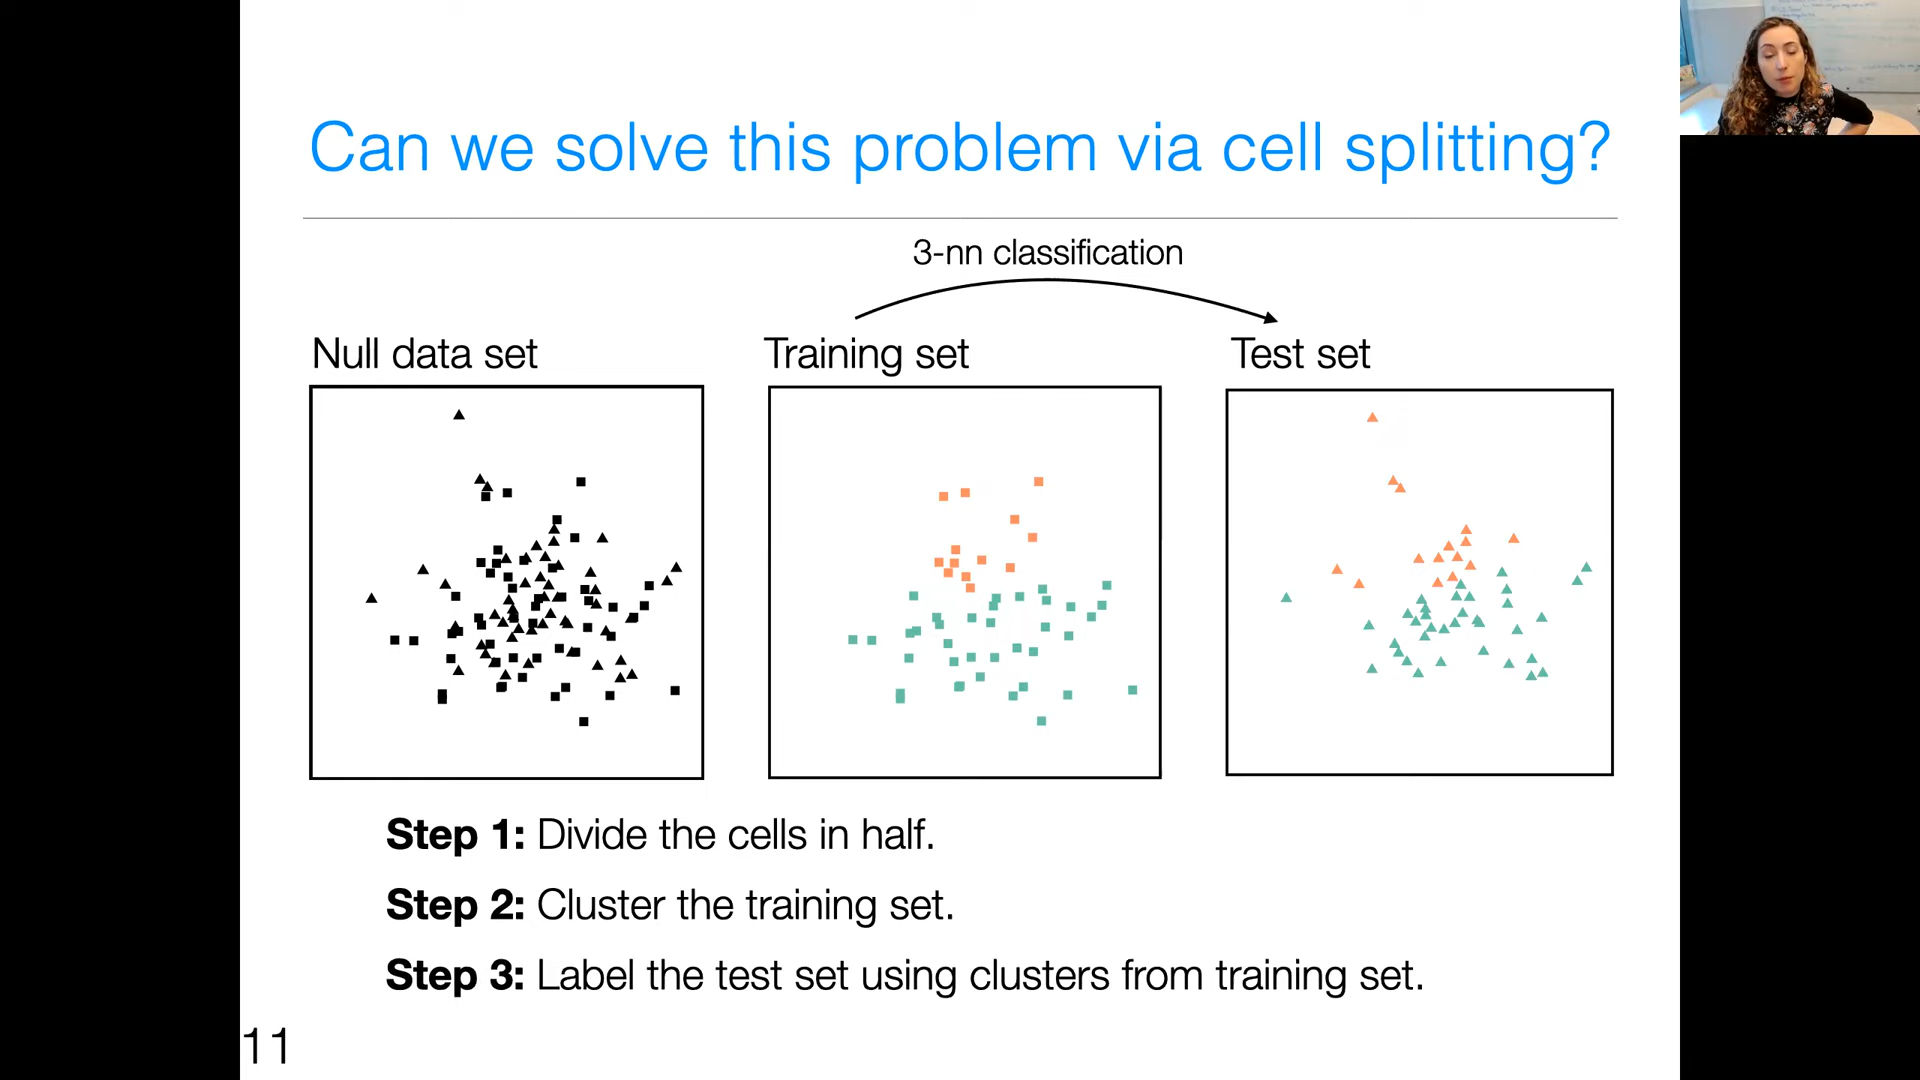 Can we solve this problem via cell splitting?
3-nn classification
Null data set
Training set
Test set
Step 1: Divide the cells in half.
Step 2: Cluster the training set.
Step 3: Label the test set using clusters from training set.
11